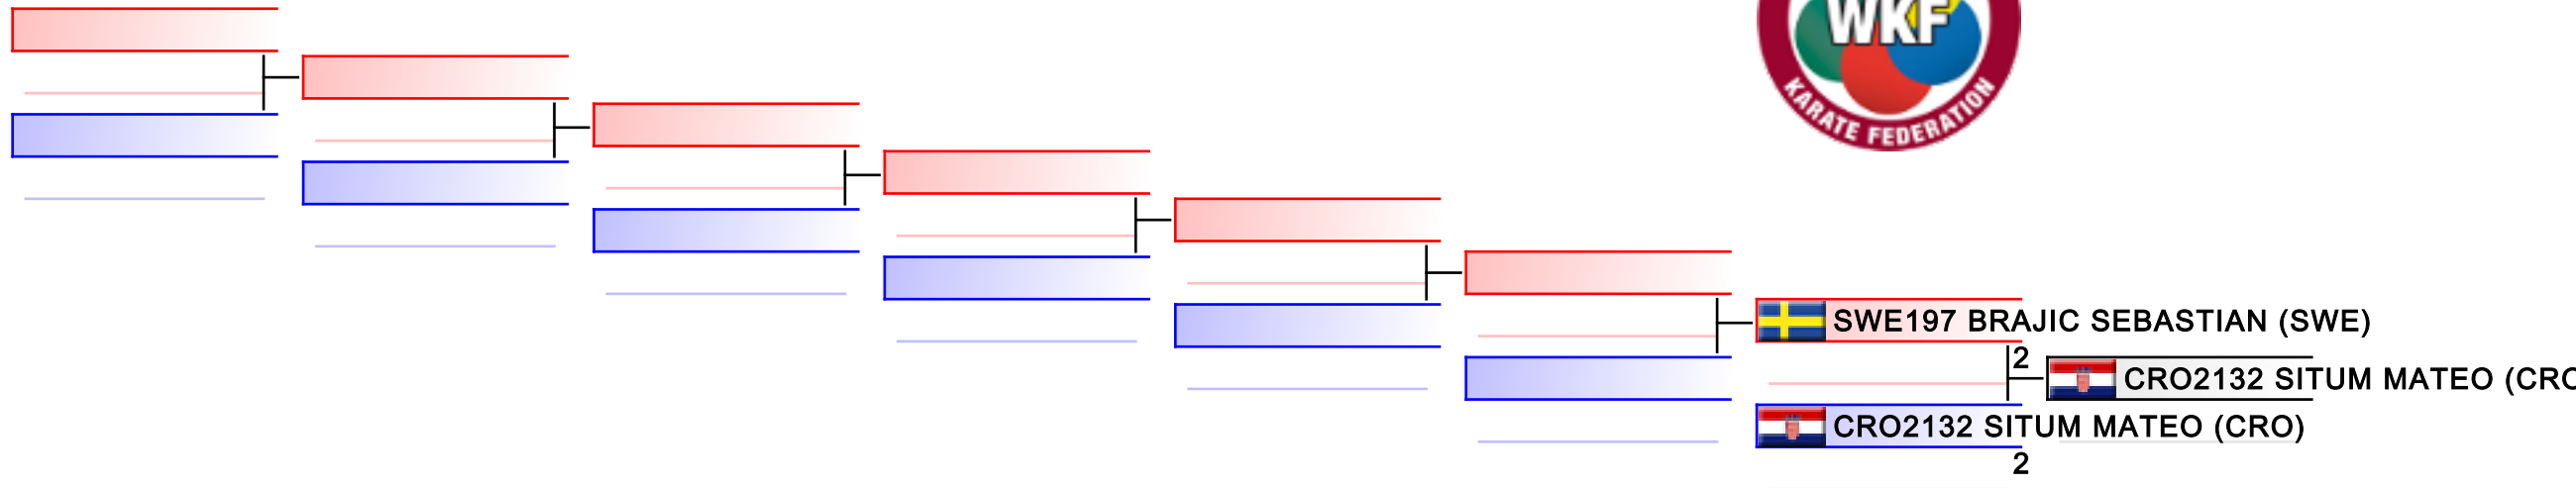 WKF
KARATE FEDERATION
SWE197 BRAJIC SEBASTIAN (SWE)
2
CRO2132 SITUM MATEO (CRO
CRO2132 SITUM MATEO (CRO)
2